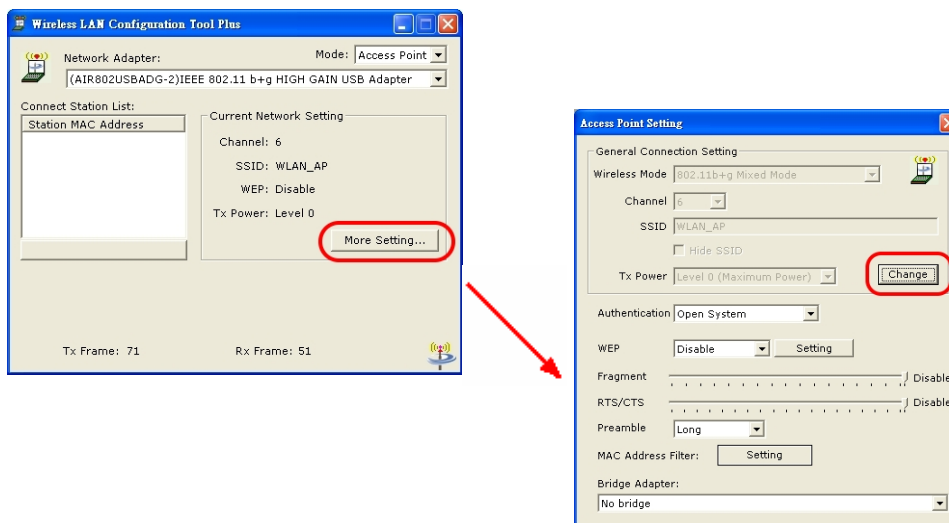 Wireless LAN Configuration Tool Plus
Network Adapter:
Mode: Access Point
(AIR802USBADG-2)IEEE 802.11 b+g HIGH GAIN USB Adapter
Connect Station List:
Station MAC Address
Current Network Setting
Channel: 6
SSID: WLAN_AP
WEP: Disable
Tx Power: Level 0
More Setting...
Tx Frame: 71
Rx Frame: 51
Access Point Setting
General Connection Setting
Wireless Mode 802.11b+g Mixed Mode
Channel 6
SSID WLAN_AP
Hide SSID
Tx Power Level 0 (Maximum Power)
Change
Authentication Open System
WEP Disable Setting
Fragment Disable
RTS/CTS Disable
Preamble Long
MAC Address Filter: Setting
Bridge Adapter:
No bridge